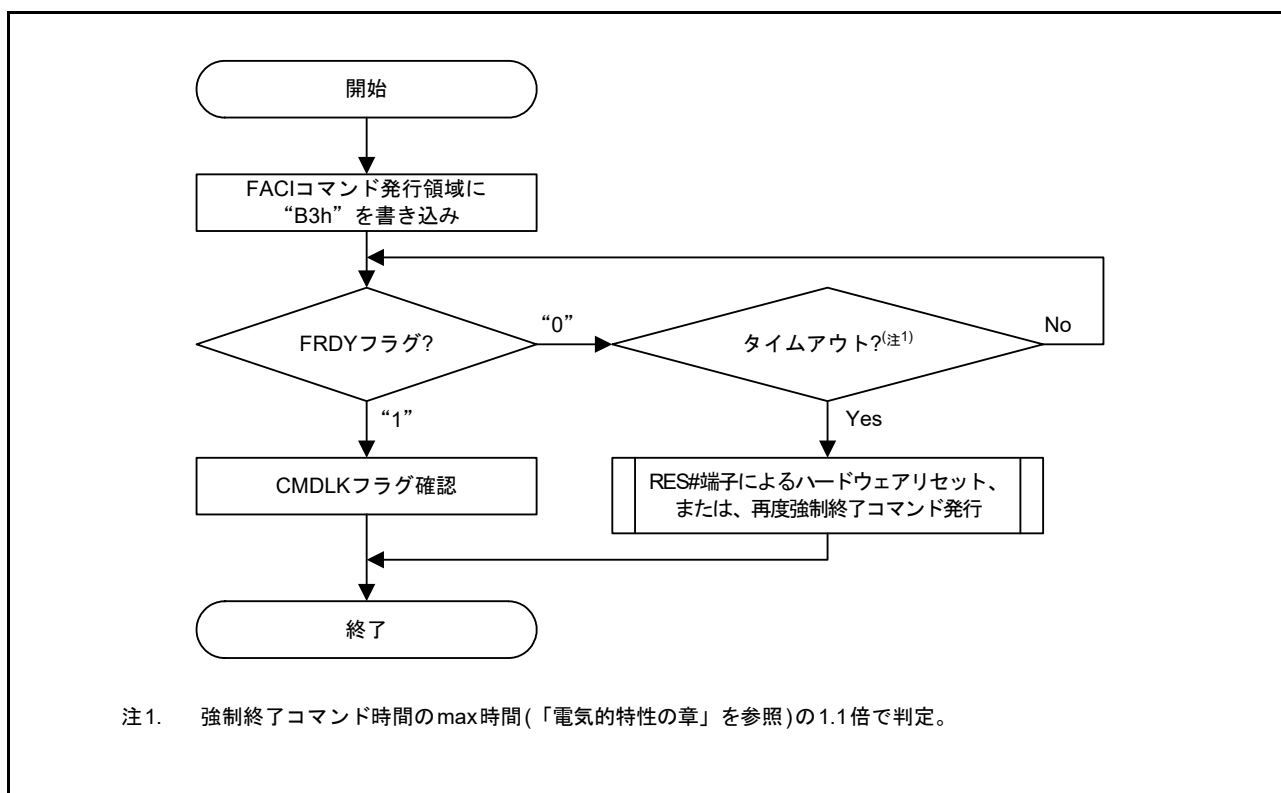 開始
FACIコマンド発行領域に
“B3h”を書き込み
FRDYフラグ?
“0”
タイムアウト?(注1)
No
“1”
Yes
CMDLKフラグ確認
RES#端子によるハードウェアリセット、
または、再度強制終了コマンド発行
終了
注1. 強制終了コマンド時間のmax時間(「電気的特性の章」を参照)の1.1倍で判定。